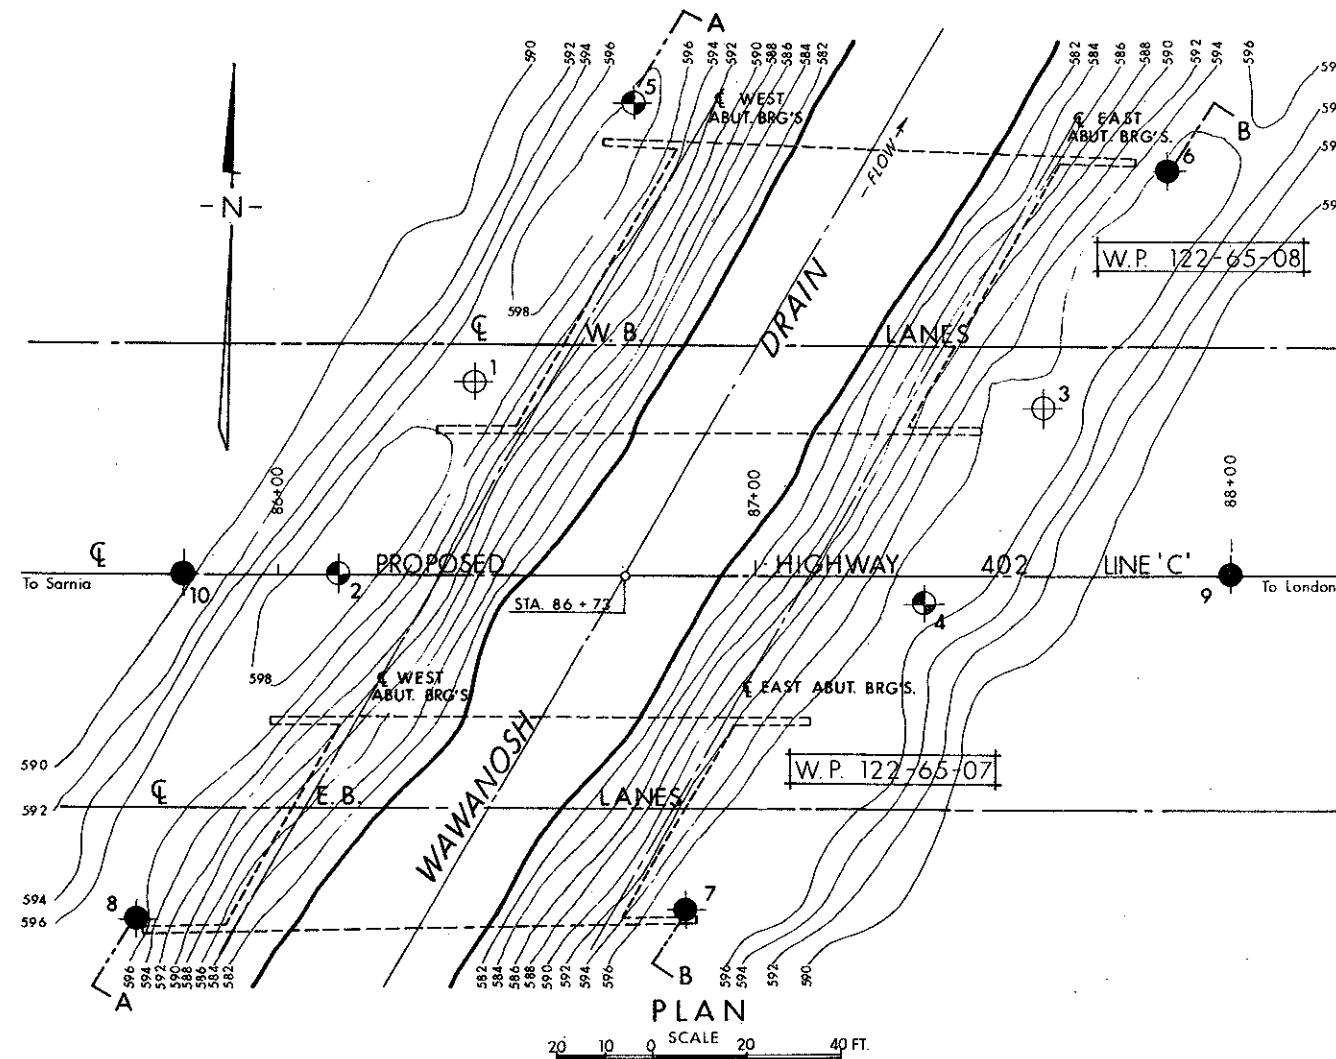 A
590
592
594
596
596
594
592
590
588
586
584
582
582
584
586
588
590
592
594
596
5
℄ WEST
ABUT. BRG'S
℄ EAST
ABUT. BRG'S.
B
6
- FLOW
- N -
W.P. 122-65-08
598
DRAIN
℄ W. B. LANES
1
3
86+00
87+00
88+00
℄ PROPOSED HIGHWAY 402 LINE 'C'
To Sarnia
To London
10
2
9
STA. 86 + 73
4
598
℄ WEST
ABUT. BRG'S
℄ EAST ABUT. BRG'S.
WAWANOSH
W.P. 122-65-07
590
592
℄ E. B. LANES
594
596
8
7
596
594
592
590
588
586
584
582
582
584
586
588
590
592
594
596
596
594
592
590
A
B
PLAN
SCALE
20 10 0 20 40 FT.